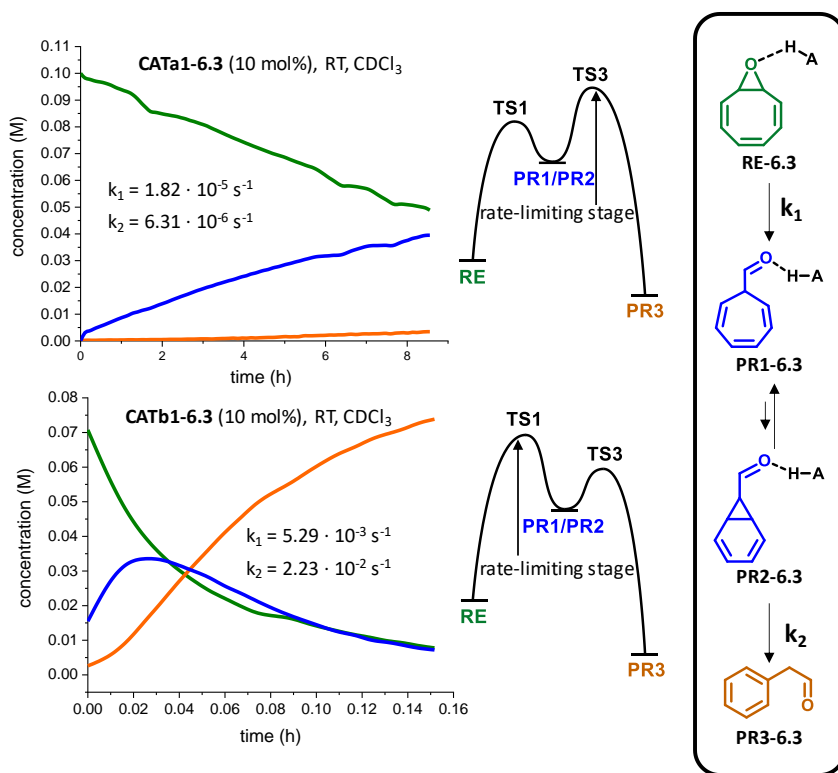 CATa1-6.3 (10 mol%), RT, CDCl₃
concentration (M)
0.11
0.10
0.09
0.08
0.07
0.06
0.05
0.04
0.03
0.02
0.01
0.00
k₁ = 1.82 · 10⁻⁵ s⁻¹
k₂ = 6.31 · 10⁻⁶ s⁻¹
0 2 4 6 8
time (h)
TS1
TS3
PR1/PR2
rate-limiting stage
RE
PR3
CATb1-6.3 (10 mol%), RT, CDCl₃
concentration (M)
0.08
0.07
0.06
0.05
0.04
0.03
0.02
0.01
0.00
k₁ = 5.29 · 10⁻³ s⁻¹
k₂ = 2.23 · 10⁻² s⁻¹
0.00 0.02 0.04 0.06 0.08 0.10 0.12 0.14 0.16
time (h)
TS1
TS3
PR1/PR2
rate-limiting stage
RE
PR3
O H A
RE-6.3
k₁
O H–A
PR1-6.3
O H–A
PR2-6.3
k₂
O
PR3-6.3